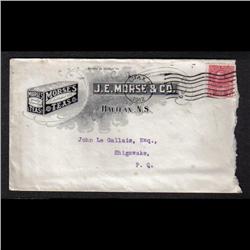 MORSE'S
TEAS
MORSE'S
TEAS
J.E. MORSE & CO.
HALIFAX N.S.
John Le Gallais, Esq.,
Shigawake,
P. Q.